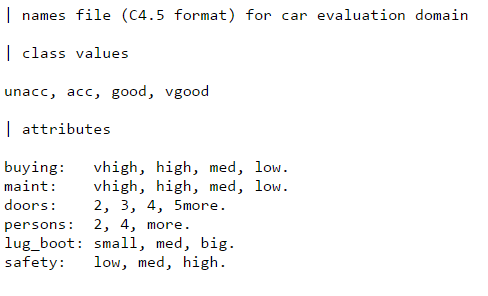 | names file (C4.5 format) for car evaluation domain
| class values
unacc, acc, good, vgood
| attributes
buying:   vhigh, high, med, low.
maint:    vhigh, high, med, low.
doors:    2, 3, 4, 5more.
persons:  2, 4, more.
lug_boot: small, med, big.
safety:   low, med, high.